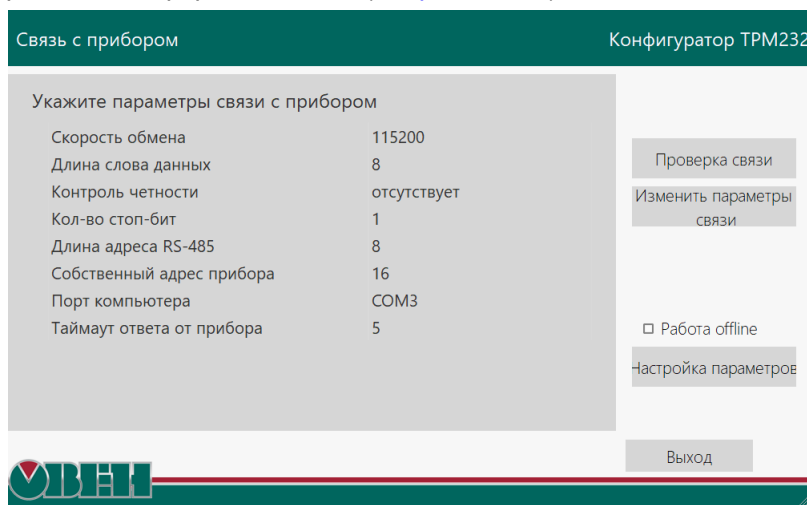 Связь с прибором
Конфигуратор ТРМ232
Укажите параметры связи с прибором
Скорость обмена 115200
Длина слова данных 8
Контроль четности отсутствует
Кол-во стоп-бит 1
Длина адреса RS-485 8
Собственный адрес прибора 16
Порт компьютера COM3
Таймаут ответа от прибора 5
Проверка связи
Изменить параметры
связи
Работа offline
Настройка параметров
Выход
ОВЕН